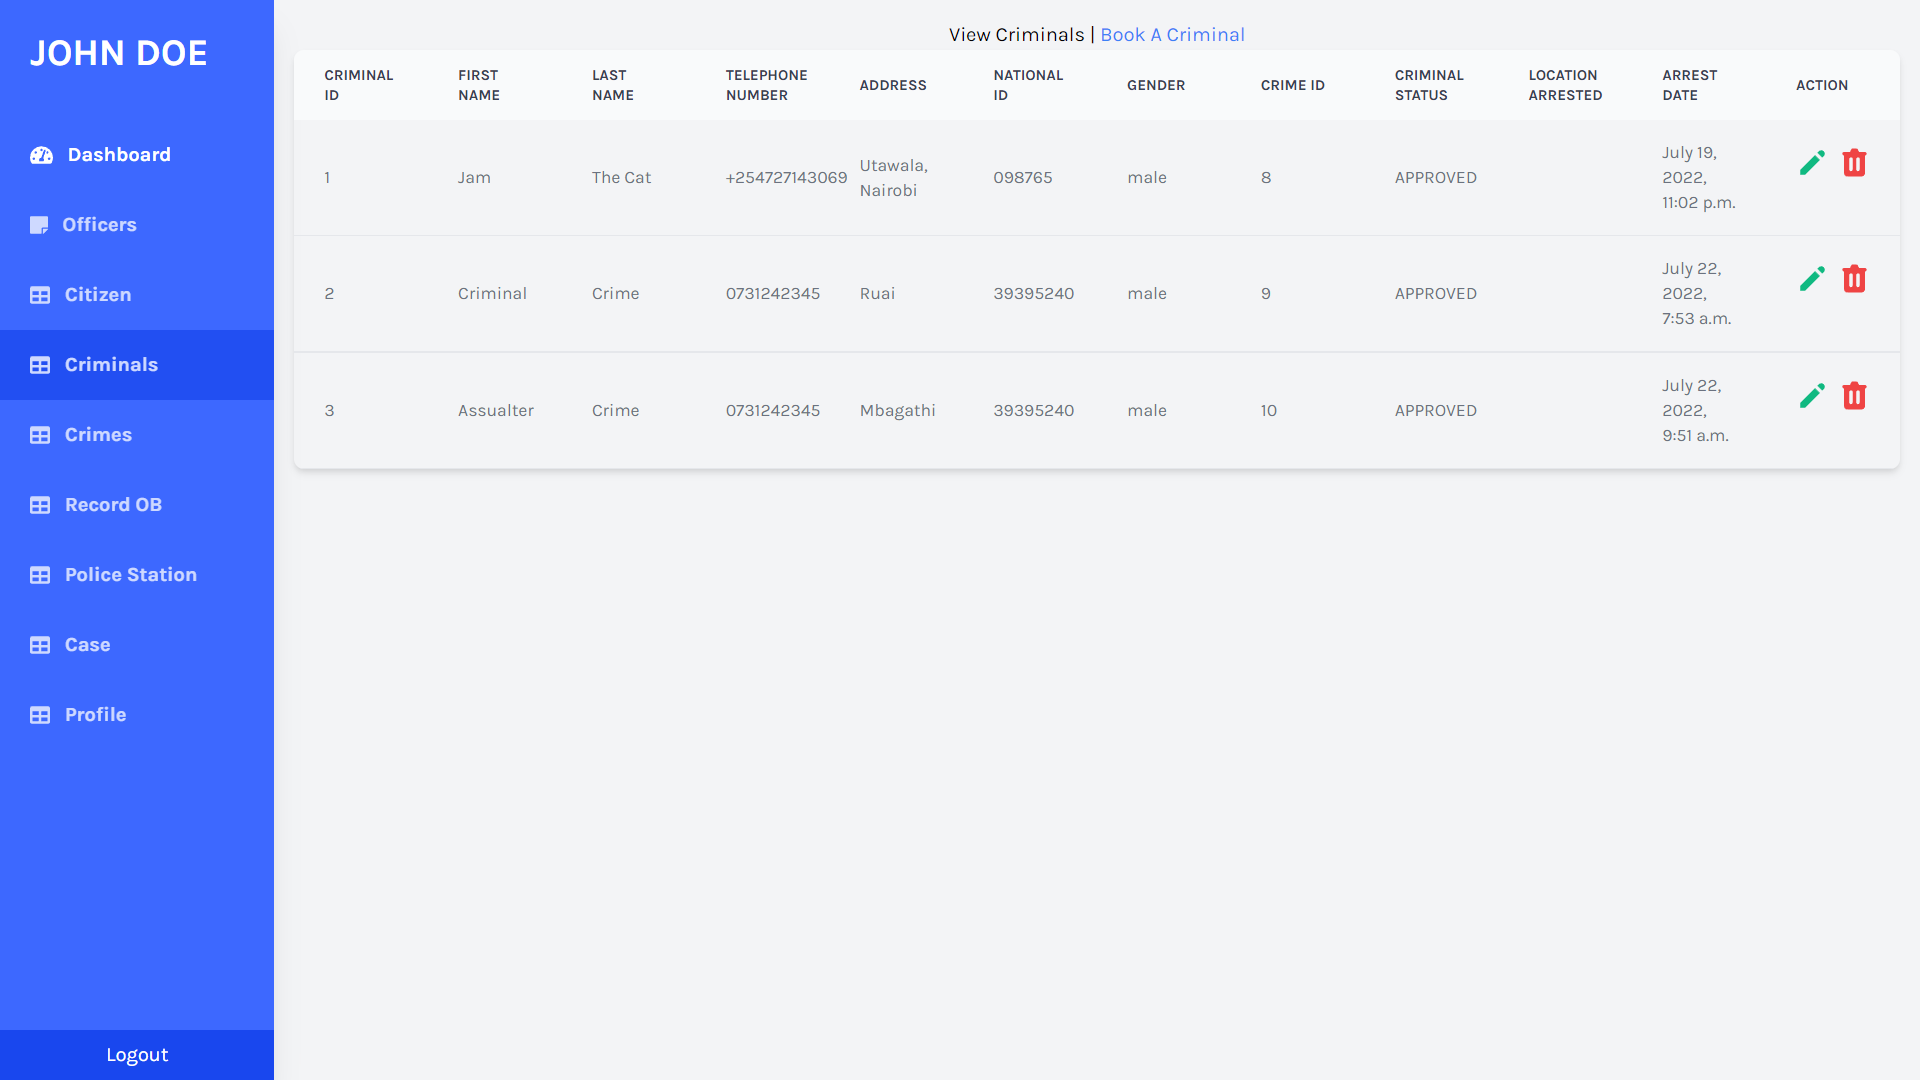 JOHN DOE
Dashboard
Officers
Citizen
Criminals
Crimes
Record OB
Police Station
Case
Profile
Logout
View Criminals | Book A Criminal
CRIMINAL ID
FIRST NAME
LAST NAME
TELEPHONE NUMBER
ADDRESS
NATIONAL ID
GENDER
CRIME ID
CRIMINAL STATUS
LOCATION ARRESTED
ARREST DATE
ACTION
1
Jam
The Cat
+254727143069
Utawala,
Nairobi
098765
male
8
APPROVED
July 19,
2022,
11:02 p.m.
2
Criminal
Crime
0731242345
Ruai
39395240
male
9
APPROVED
July 22,
2022,
7:53 a.m.
3
Assualter
Crime
0731242345
Mbagathi
39395240
male
10
APPROVED
July 22,
2022,
9:51 a.m.